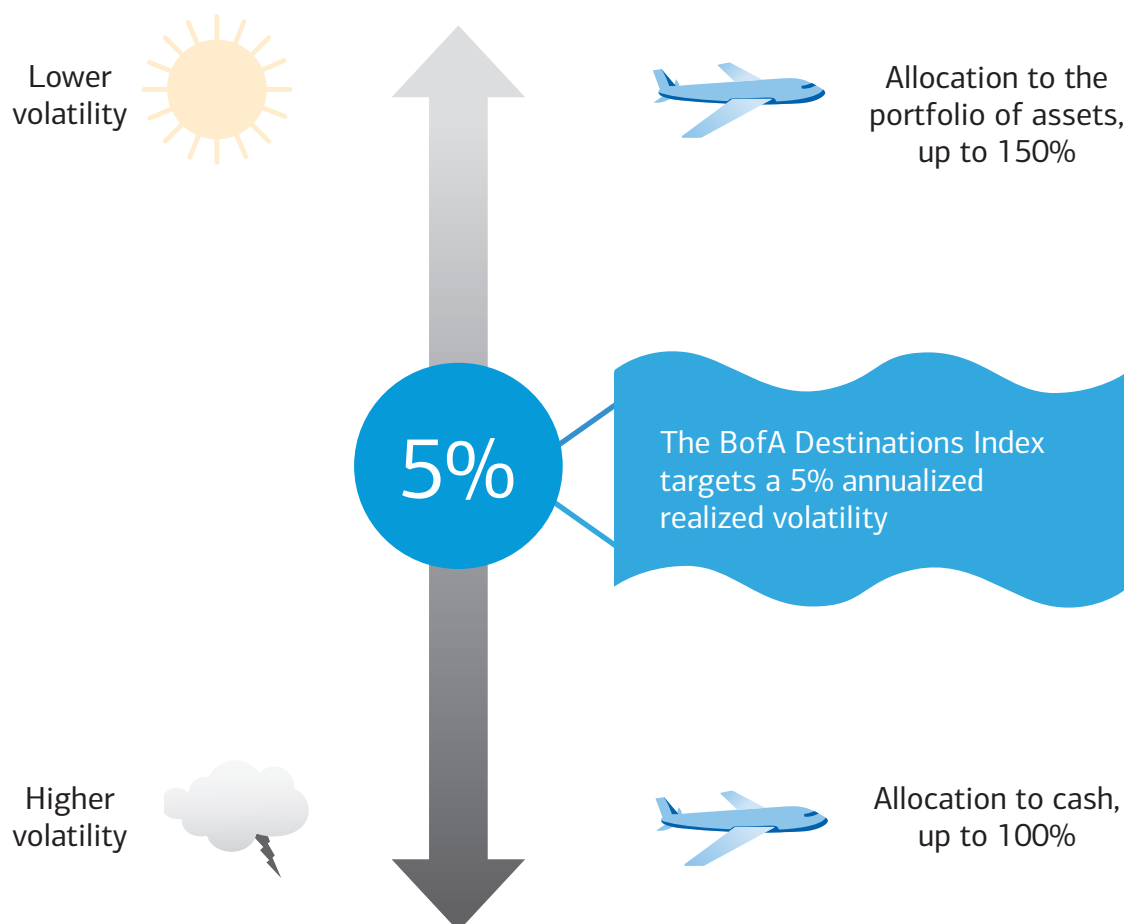 Lower
volatility
Allocation to the
portfolio of assets,
up to 150%
5%
The BofA Destinations Index
targets a 5% annualized
realized volatility
Higher
volatility
Allocation to cash,
up to 100%